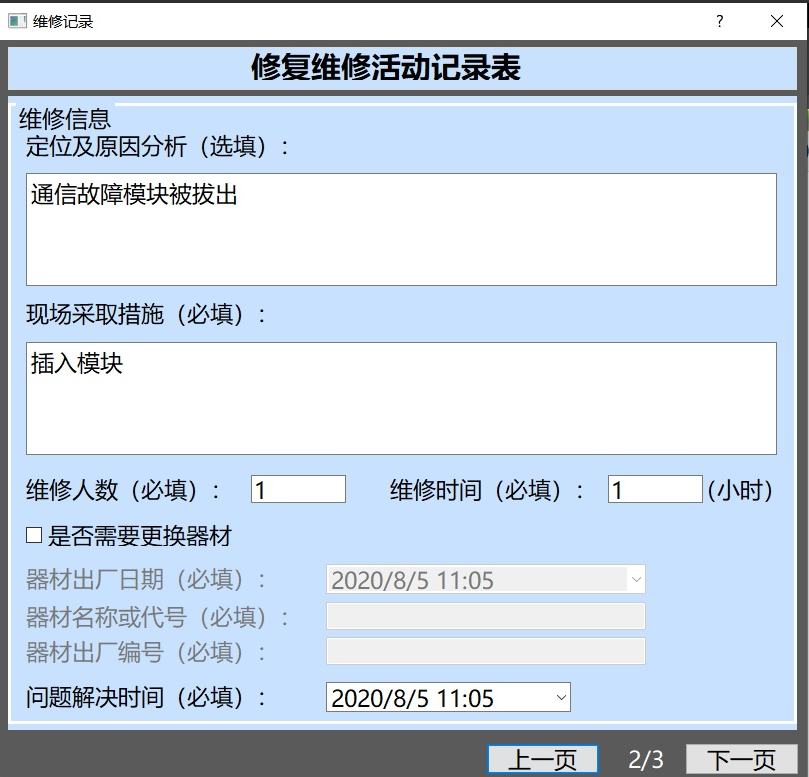 维修记录
?
修复维修活动记录表
维修信息
定位及原因分析（选填）：
通信故障模块被拔出
现场采取措施（必填）：
插入模块
维修人数（必填）： 1 维修时间（必填）： 1 (小时)
是否需要更换器材
器材出厂日期（必填）： 2020/8/5 11:05
器材名称或代号（必填）：
器材出厂编号（必填）：
问题解决时间（必填）： 2020/8/5 11:05
上一页 2/3 下一页